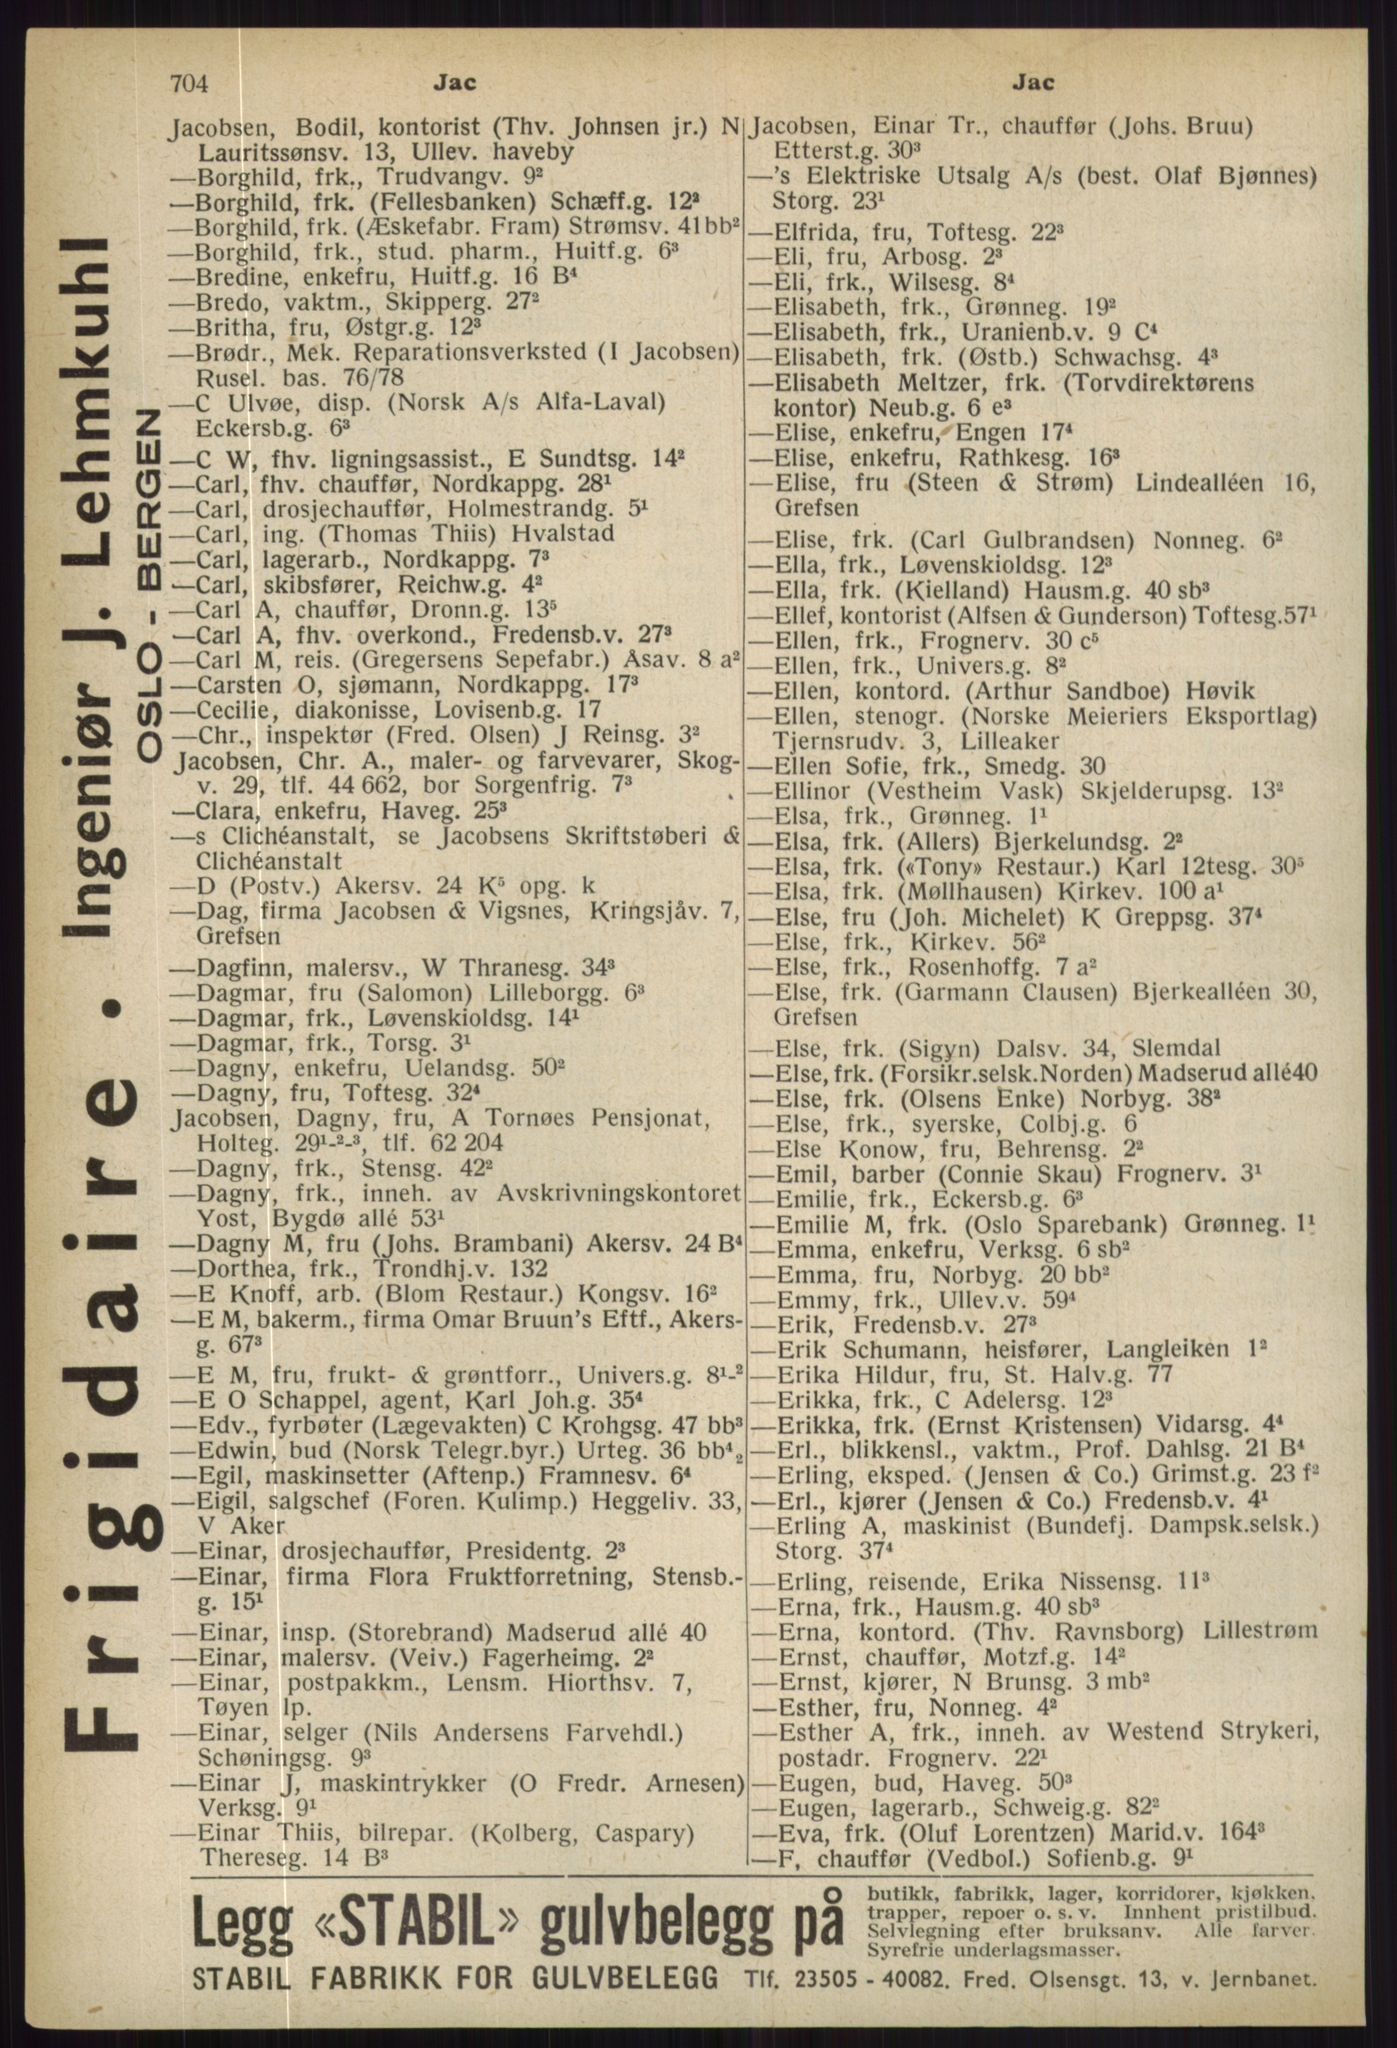 704 Jac Jac
Jacobsen, Bodil, kontorist (Thv. Johnsen jr.) N
Lauritssønsv. 13, Ullev. haveby
—Borghild, frk., Trudvangv. 9²
—Borghild, frk. (Fellesbanken) Schæff.g. 12²
—Borghild, frk. (Æskefabr. Fram) Strømsv. 41 bb²
—Borghild, frk., stud. pharm., Huitf.g. 6³
—Bredine, enkefru, Huitf.g. 16 B⁴
—Bredo, vaktm., Skipperg. 27²
—Britha, fru, Østgr.g. 12³
—Brødr., Mek. Reparationsverksted (I Jacobsen)
Rusel. bas. 76/78
—C Ulvøe, disp. (Norsk A/s Alfa-Laval)
Eckersb.g. 6³
—C W, fhv. ligningsassist., E Sundtsg. 14²
—Carl, fhv. chauffør, Nordkappg. 28¹
—Carl, drosjechauffør, Holmestrandg. 5¹
—Carl, ing. (Thomas Thiis) Hvalstad
—Carl, lagerarb., Nordkappg. 7³
—Carl, skibsfører, Reichw.g. 4²
—Carl A, chauffør, Dronn.g. 13⁵
—Carl A, fhv. overkond., Fredensb.v. 27³
—Carl M, reis. (Gregersens Sepefabr.) Åsav. 8 a²
—Carsten O, sjømann, Nordkappg. 17³
—Cecilie, diakonisse, Lovisenb.g. 17
—Chr., inspektør (Fred. Olsen) J Reinsg. 3²
Jacobsen, Chr. A., maler- og farvevarer, Skog-
v. 29, tlf. 44 662, bor Sorgenfrig. 7³
—Clara, enkefru, Haveg. 25³
—s Clichéanstalt, se Jacobsens Skriftstøberi &
Clichéanstalt
—D (Postv.) Akersv. 24 K⁵ opg. k
—Dag, firma Jacobsen & Vigsnes, Kringsjåv. 7,
Grefsen
—Dagfinn, malersv., W Thranesg. 34³
—Dagmar, fru (Salomon) Lilleborgg. 6³
—Dagmar, frk., Løvenskioldsg. 14¹
—Dagmar, frk., Torsg. 3¹
—Dagny, enkefru, Uelandsg. 50²
—Dagny, fru, Toftesg. 32⁴
Jacobsen, Dagny, fru, A Tornøes Pensjonat,
Holteg. 29¹-²-³, tlf. 62 204
—Dagny, frk., Stensg. 42²
—Dagny, frk., inneh. av Avskrivningskontoret
Yost, Bygdø allé 53¹
—Dagny M, fru (Johs. Brambani) Akersv. 24 B⁴
—Dorthea, frk., Trondhj.v. 132
—E Knoff, arb. (Blom Restaur.) Kongsv. 16²
—E M, bakerm., firma Omar Bruun's Eftf., Akers-
g. 67³
—E M, fru, frukt- & grøntforr., Univers.g. 8¹-²
—E O Schappel, agent, Karl Joh.g. 35⁴
—Edv., fyrbøter (Lægevakten) C Krohgsg. 47 bb³
—Edwin, bud (Norsk Telegr.byr.) Urteg. 36 bb⁴₂
—Egil, maskinsetter (Aftenp.) Framnesv. 6⁴
—Eigil, salgschef (Foren. Kulimp.) Heggeliv. 33,
V Aker
—Einar, drosjechauffør, Presidentg. 2³
—Einar, firma Flora Fruktforretning, Stensb.-
g. 15¹
—Einar, insp. (Storebrand) Madserud allé 40
—Einar, malersv. (Veiv.) Fagerheimg. 2²
—Einar, postpakkm., Lensm. Hiorthsv. 7,
Tøyen lp.
—Einar, selger (Nils Andersens Farvehdl.)
Schøningsg. 9³
—Einar J, maskintrykker (O Fredr. Arnesen)
Verksg. 9¹
—Einar Thiis, bilrepar. (Kolberg, Caspary)
Thereseg. 14 B³
Jacobsen, Einar Tr., chauffør (Johs. Bruu)
Etterst.g. 30³
—'s Elektriske Utsalg A/s (best. Olaf Bjønnes)
Storg. 23¹
—Elfrida, fru, Toftesg. 22³
—Eli, fru, Arbosg. 2³
—Eli, frk., Wilsesg. 8⁴
—Elisabeth, frk., Grønneg. 19²
—Elisabeth, frk., Uranienb.v. 9 C⁴
—Elisabeth, frk. (Østb.) Schwachsg. 4³
—Elisabeth Meltzer, frk. (Torvdirektørens
kontor) Neub.g. 6 e³
—Elise, enkefru, Engen 17⁴
—Elise, enkefru, Rathkesg. 16³
—Elise, fru (Steen & Strøm) Lindealléen 16,
Grefsen
—Elise, frk. (Carl Gulbrandsen) Nonneg. 6²
—Ella, frk., Løvenskioldsg. 12³
—Ella, frk. (Kielland) Hausm.g. 40 sb³
—Ellef, kontorist (Alfsen & Gunderson) Toftesg.57¹
—Ellen, frk., Frognerv. 30 c⁵
—Ellen, frk., Univers.g. 8²
—Ellen, kontord. (Arthur Sandboe) Høvik
—Ellen, stenogr. (Norske Meieriers Eksportlag)
Tjernsrudv. 3, Lilleaker
—Ellen Sofie, frk., Smedg. 30
—Ellinor (Vestheim Vask) Skjelderupsg. 13²
—Elsa, frk., Grønneg. 1¹
—Elsa, frk. (Allers) Bjerkelundsg. 2²
—Elsa, frk. («Tony» Restaur.) Karl 12tesg. 30⁵
—Elsa, frk. (Møllhausen) Kirkev. 100 a¹
—Else, fru (Joh. Michelet) K Greppsg. 37⁴
—Else, frk., Kirkev. 56²
—Else, frk., Rosenhoffg. 7 a²
—Else, frk. (Garmann Clausen) Bjerkealléen 30,
Grefsen
—Else, frk. (Sigyn) Dalsv. 34, Slemdal
—Else, frk. (Forsikr.selsk.Norden) Madserud allé40
—Else, frk. (Olsens Enke) Norbyg. 38²
—Else, frk., syerske, Colbj.g. 6
—Else Konow, fru, Behrensg. 2²
—Emil, barber (Connie Skau) Frognerv. 3¹
—Emilie, frk., Eckersb.g. 6³
—Emilie M, frk. (Oslo Sparebank) Grønneg. 1¹
—Emma, enkefru, Verksg. 6 sb²
—Emma, fru, Norbyg. 20 bb²
—Emmy, frk., Ullev.v. 59⁴
—Erik, Fredensb.v. 27³
—Erik Schumann, heisfører, Langleiken 1²
—Erika Hildur, fru, St. Halv.g. 77
—Erikka, frk., C Adelersg. 12³
—Erikka, frk. (Ernst Kristensen) Vidarsg. 4⁴
—Erl., blikkensl., vaktm., Prof. Dahlsg. 21 B⁴
—Erling, eksped. (Jensen & Co.) Grimst.g. 23 f²
—Erl., kjører (Jensen & Co.) Fredensb.v. 4¹
—Erling A, maskinist (Bundefj. Dampsk.selsk.)
Storg. 37⁴
—Erling, reisende, Erika Nissensg. 11³
—Erna, frk., Hausm.g. 40 sb³
—Erna, kontord. (Thv. Ravnsborg) Lillestrøm
—Ernst, chauffør, Motzf.g. 14²
—Ernst, kjører, N Brunsg. 3 mb²
—Esther, fru, Nonneg. 4²
—Esther A, frk., inneh. av Westend Strykeri,
postadr. Frognerv. 22¹
—Eugen, bud, Haveg. 50³
—Eugen, lagerarb., Schweig.g. 82²
—Eva, frk. (Oluf Lorentzen) Marid.v. 164³
—F, chauffør (Vedbol.) Sofienb.g. 9¹
Frigidaire • Ingeniør J. Lehmkuhl
OSLO - BERGEN
Legg «STABIL» gulvbelegg på
butikk, fabrikk, lager, korridorer, kjøkken,
trapper, repoer o. s. v. Innhent pristilbud.
Selvlegning efter bruksanv. Alle farver.
Syrefrie underlagsmasser.
STABIL FABRIKK FOR GULVBELEGG Tlf. 23505 - 40082. Fred. Olsensgt. 13, v. Jernbanet.